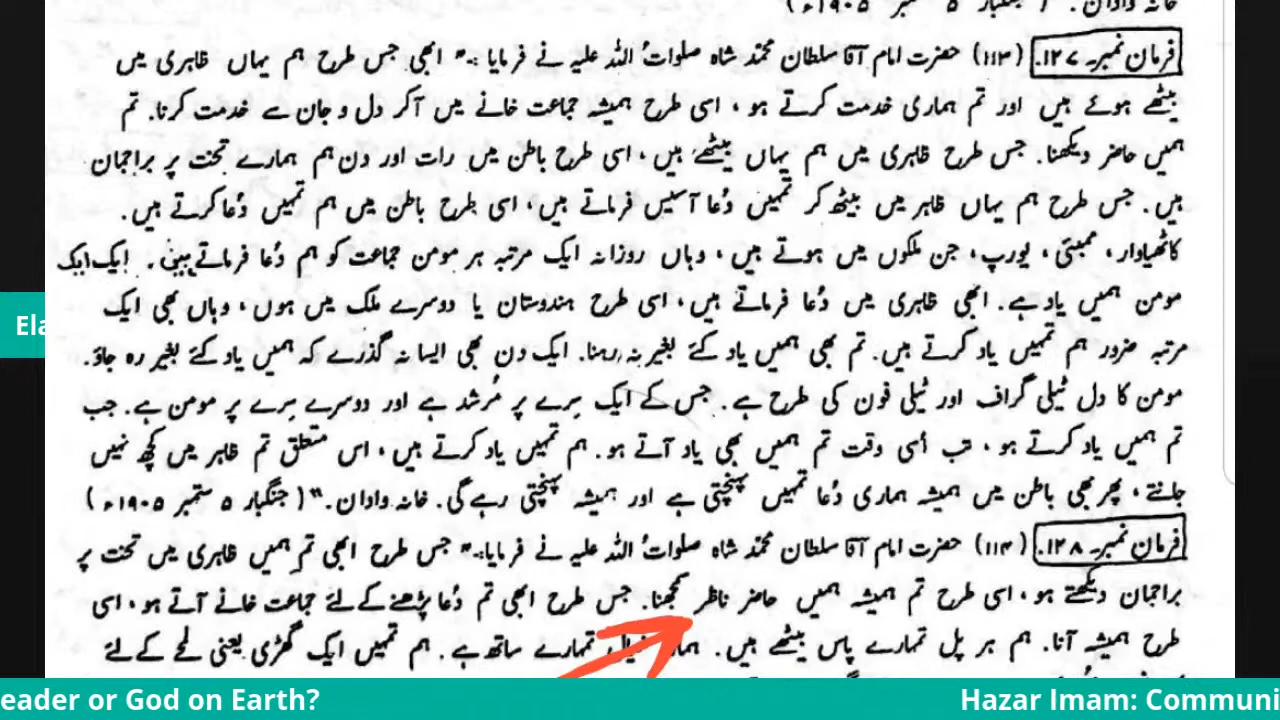 خانہ وادان۔ " ( جنگبار ۵ ستمبر ۱۹۰۵ء )
فرمان نمبر۔ ۱۲۷۔ (۱۱۳) حضرت امام آقا سلطان محمد شاہ صلوات اللہ علیہ نے فرمایا :۔" ابھی جس طرح ہم یہاں ظاہری میں
بیٹھے ہوئے ہیں اور تم ہماری خدمت کرتے ہو ، اسی طرح ہمیشہ جماعت خانے میں آکر دل و جان سے خدمت کرنا۔ تم
ہمیں حاضر دیکھنا۔ جس طرح ظاہری میں ہم یہاں بیٹھے ہیں ، اسی طرح باطن میں رات اور دن ہم ہمارے تخت پر براجمان
ہیں۔ جس طرح ہم یہاں ظاہر میں بیٹھ کر تمہیں دُعا آسیس فرماتے ہیں، اسی طرح باطن میں ہم تمہیں دُعا کرتے ہیں۔
کاٹھیاوار ، ممبئی ، یورپ ، جن ملکوں میں ہوتے ہیں ، وہاں روزانہ ایک مرتبہ ہر مومن جماعت کو ہم دُعا فرماتے ہیں ۔ ایک ایک
مومن ہمیں یاد ہے۔ ابھی ظاہری میں دُعا فرماتے ہیں ، اسی طرح ہندوستان یا دوسرے ملک میں ہوں ، وہاں بھی ایک
مرتبہ ضرور ہم تمہیں یاد کرتے ہیں۔ تم بھی ہمیں یاد کئے بغیر نہ رہنا۔ ایک دن بھی ایسا نہ گذرے کہ ہمیں یاد کئے بغیر رہ جاؤ۔
مومن کا دل ٹیلی گراف اور ٹیلی فون کی طرح ہے۔ جس کے ایک سِرے پر مُرشد ہے اور دوسرے سِرے پر مومن ہے۔ جب
تم ہمیں یاد کرتے ہو ، تب اُسی وقت تم ہمیں بھی یاد آتے ہو۔ ہم تمہیں یاد کرتے ہیں ، اس متعلق تم ظاہر میں کچھ نہیں
جانتے ، پھر بھی باطن میں ہمیشہ ہماری دُعا تمہیں پہنچتی ہے اور ہمیشہ پہنچتی رہے گی۔ خانہ وادان۔" ( جنگبار ۵ ستمبر ۱۹۰۵ء )
فرمان نمبر۔ ۱۲۸۔ (۱۱۴) حضرت امام آقا سلطان محمد شاہ صلوات اللہ علیہ نے فرمایا:۔" جس طرح ابھی تم ہمیں ظاہری میں تخت پر
براجمان دیکھتے ہو ، اسی طرح تم ہمیشہ ہمیں حاضر ناظر سمجھنا۔ جس طرح ابھی تم دُعا پڑھنے کے لئے جماعت خانے آتے ہو ، اسی
طرح ہمیشہ آنا۔ ہم ہر پل تمہارے پاس بیٹھے ہیں۔ خیال تمہارے ساتھ ہے۔ ہم تمہیں ایک گھڑی یعنی لمحے کے لئے
Ela
eader or God on Earth?
Hazar Imam: Communi